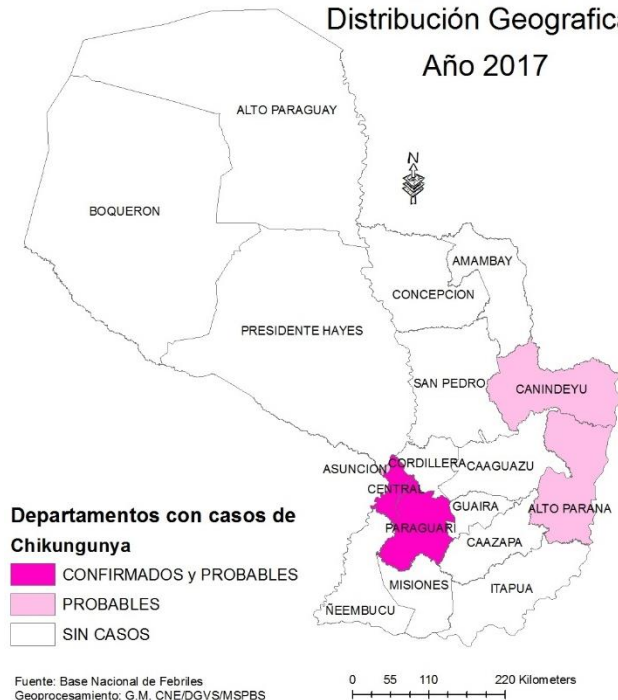 Distribución Geografica
Año 2017
N
ALTO PARAGUAY
BOQUERON
AMAMBAY
CONCEPCION
PRESIDENTE HAYES
SAN PEDRO
CANINDEYU
ASUNCION
CORDILLERA
CAAGUAZU
CENTRAL
GUAIRA
ALTO PARANA
PARAGUARI
CAAZAPA
MISIONES
ITAPUA
ÑEEMBUCU
Departamentos con casos de
Chikungunya
CONFIRMADOS y PROBABLES
PROBABLES
SIN CASOS
Fuente: Base Nacional de Febriles
Geoprocesamiento: G.M. CNE/DGVS/MSPBS
0 55 110 220 Kilometers